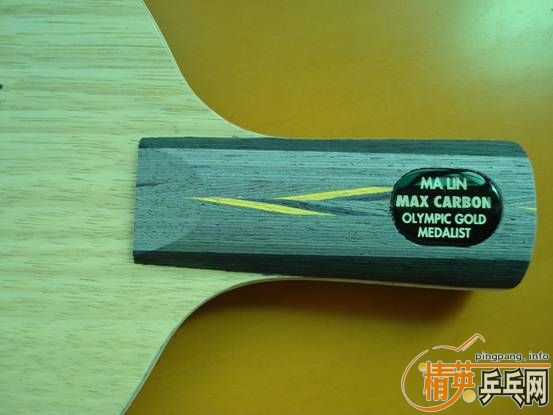 MA LIN
MAX CARBON
OLYMPIC GOLD
MEDALIST
pingpang.info
精英乒乓网